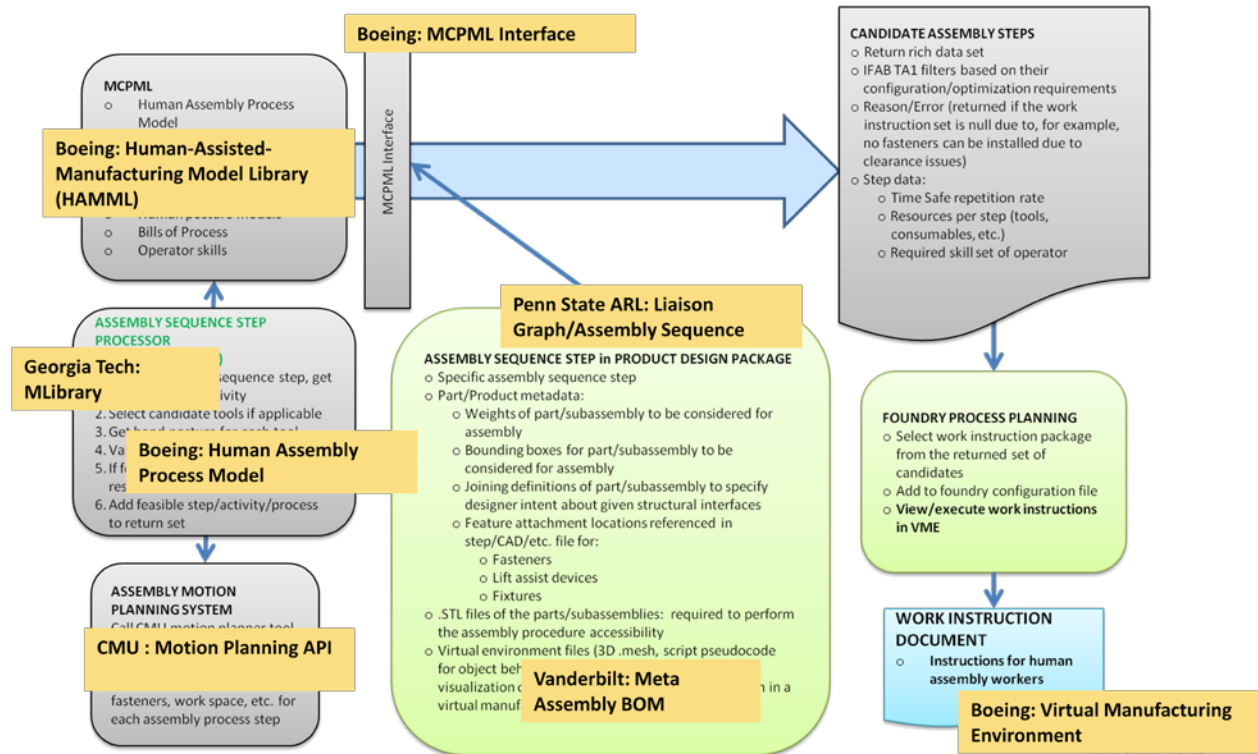 Boeing: MCPML Interface
MCPML
○ Human Assembly Process
Model
Boeing: Human-Assisted-
Manufacturing Model Library
(HAMML)
○ Bills of Process
○ Operator skills
MCPML Interface
CANDIDATE ASSEMBLY STEPS
○ Return rich data set
○ IFAB TA1 filters based on their
configuration/optimization requirements
○ Reason/Error (returned if the work
instruction set is null due to, for example,
no fasteners can be installed due to
clearance issues)
○ Step data:
○ Time Safe repetition rate
○ Resources per step (tools,
consumables, etc.)
○ Required skill set of operator
ASSEMBLY SEQUENCE STEP
PROCESSOR
Georgia Tech:
MLibrary
sequence step, get
2. Select candidate tools if applicable
3.
Boeing: Human Assembly
Process Model
4.
5. If
6. Add feasible step/activity/process
to return set
ASSEMBLY MOTION
PLANNING SYSTEM
Call CMU motion planner tool
CMU : Motion Planning API
fasteners, work space, etc. for
each assembly process step
Penn State ARL: Liaison
Graph/Assembly Sequence
ASSEMBLY SEQUENCE STEP in PRODUCT DESIGN PACKAGE
○ Specific assembly sequence step
○ Part/Product metadata:
○ Weights of part/subassembly to be considered for
assembly
○ Bounding boxes for part/subassembly to be
considered for assembly
○ Joining definitions of part/subassembly to specify
designer intent about given structural interfaces
○ Feature attachment locations referenced in
step/CAD/etc. file for:
○ Fasteners
○ Lift assist devices
○ Fixtures
○ .STL files of the parts/subassemblies: required to perform
the assembly procedure accessibility
○ Virtual environment files (3D .mesh, script pseudocode
for object
visualization in a
virtual
Vanderbilt: Meta
Assembly BOM
FOUNDRY PROCESS PLANNING
○ Select work instruction package
from the returned set of
candidates
○ Add to foundry configuration file
○ View/execute work instructions
in VME
WORK INSTRUCTION
DOCUMENT
○ Instructions for human
assembly workers
Boeing: Virtual Manufacturing
Environment